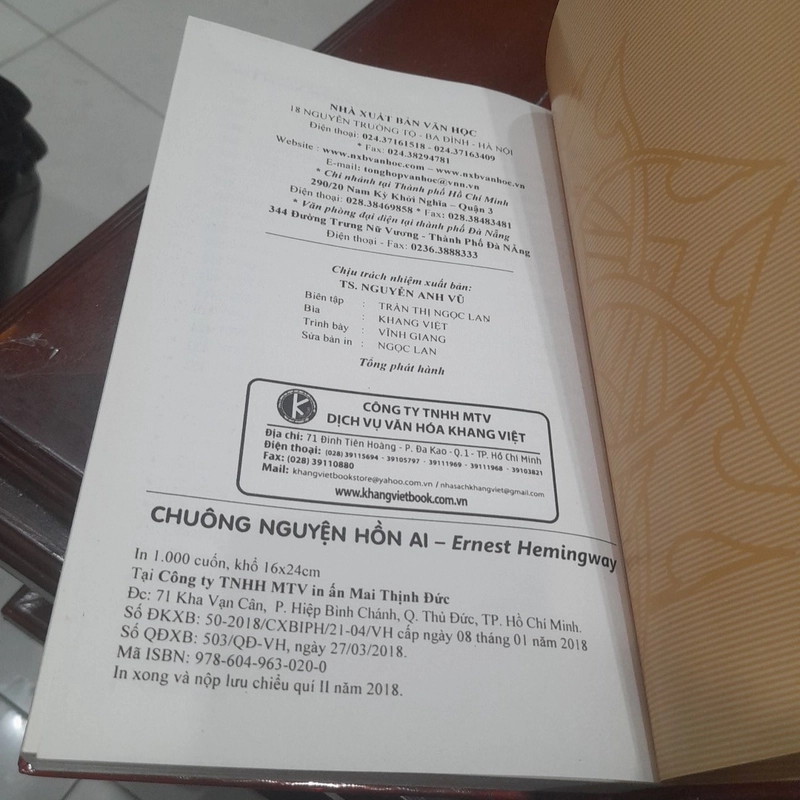 NHÀ XUẤT BẢN VĂN HỌC
18 NGUYỄN TRƯỜNG TỘ - BA ĐÌNH - HÀ NỘI
Điện thoại: 024.37161518 - 024.37163409
* Fax: 024.38294781
Website : www.nxbvanhoc.com – www.nxbvanhoc.vn
E-mail: tonghopvanhoc@vnn.vn
* Chi nhánh tại Thành phố Hồ Chí Minh
290/20 Nam Kỳ Khởi Nghĩa – Quận 3
Điện thoại: 028.38469858 * Fax: 028.38483481
* Văn phòng đại diện tại thành phố Đà Nẵng
344 Đường Trưng Nữ Vương - Thành Phố Đà Nẵng
Điện thoại - Fax: 0236.3888333
Chịu trách nhiệm xuất bản:
TS. NGUYỄN ANH VŨ
Biên tập : TRẦN THỊ NGỌC LAN
Bìa : KHANG VIỆT
Trình bày : VĨNH GIANG
Sửa bản in : NGỌC LAN
Tổng phát hành
K
CÔNG TY TNHH MTV
DỊCH VỤ VĂN HÓA KHANG VIỆT
Địa chỉ: 71 Đinh Tiên Hoàng - P. Đa Kao - Q.1 - TP. Hồ Chí Minh
Điện thoại: (028) 39115694 - 39105797 - 39111969 - 39111968 - 39103821
Fax: (028) 39110880
Mail: khangvietbookstore@yahoo.com.vn / nhasachkhangviet@gmail.com
www.khangvietbook.com.vn
CHUÔNG NGUYỆN HỒN AI – Ernest Hemingway
In 1.000 cuốn, khổ 16x24cm
Tại Công ty TNHH MTV in ấn Mai Thịnh Đức
Đc: 71 Kha Vạn Cân, P. Hiệp Bình Chánh, Q. Thủ Đức, TP. Hồ Chí Minh.
Số ĐKXB: 50-2018/CXBIPH/21-04/VH cấp ngày 08 tháng 01 năm 2018
Số QĐXB: 503/QĐ-VH, ngày 27/03/2018.
Mã ISBN: 978-604-963-020-0
In xong và nộp lưu chiểu quí II năm 2018.